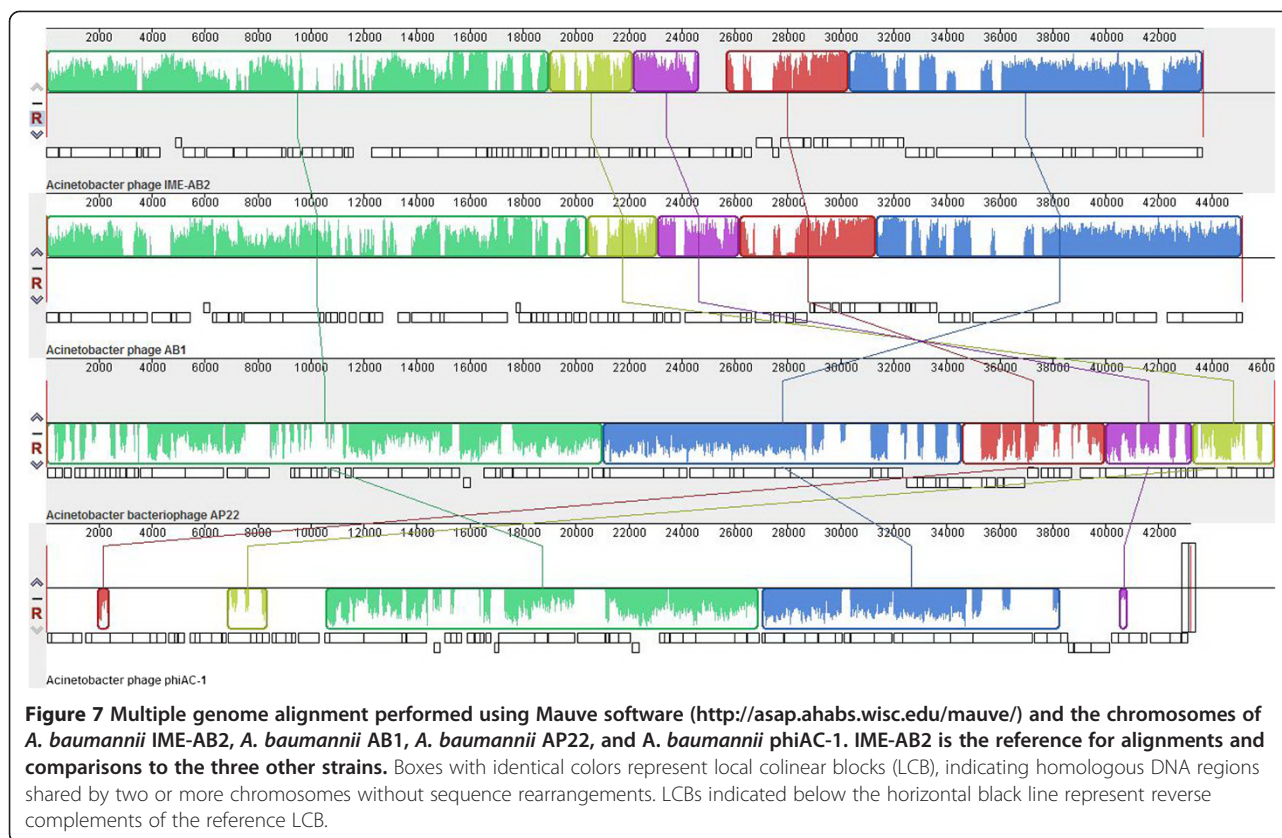 2000 4000 6000 8000 10000 12000 14000 16000 18000 20000 22000 24000 26000 28000 30000 32000 34000 36000 38000 40000 42000
R
Acinetobacter phage IME-AB2
2000 4000 6000 8000 10000 12000 14000 16000 18000 20000 22000 24000 26000 28000 30000 32000 34000 36000 38000 40000 42000 44000
R
Acinetobacter phage AB1
2000 4000 6000 8000 10000 12000 14000 16000 18000 20000 22000 24000 26000 28000 30000 32000 34000 36000 38000 40000 42000 44000 4600
R
Acinetobacter bacteriophage AP22
2000 4000 6000 8000 10000 12000 14000 16000 18000 20000 22000 24000 26000 28000 30000 32000 34000 36000 38000 40000 42000
R
Acinetobacter phage phiAC-1
Figure 7 Multiple genome alignment performed using Mauve software (http://asap.ahabs.wisc.edu/mauve/) and the chromosomes of
A. baumannii IME-AB2, A. baumannii AB1, A. baumannii AP22, and A. baumannii phiAC-1. IME-AB2 is the reference for alignments and
comparisons to the three other strains. Boxes with identical colors represent local colinear blocks (LCB), indicating homologous DNA regions
shared by two or more chromosomes without sequence rearrangements. LCBs indicated below the horizontal black line represent reverse
complements of the reference LCB.